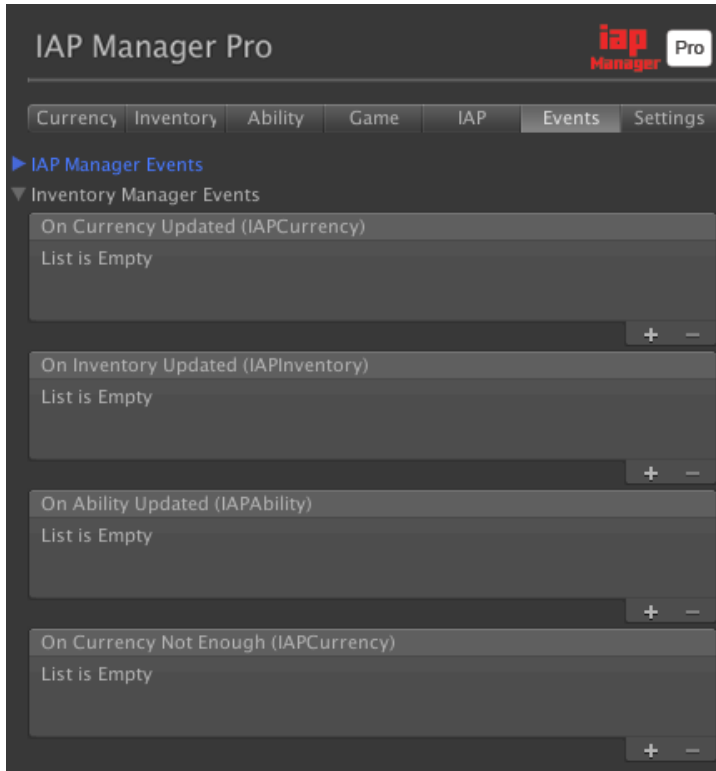 IAP Manager Pro
iap
Manager
Pro
Currency Inventory Ability Game IAP Events Settings
IAP Manager Events
Inventory Manager Events
On Currency Updated (IAPCurrency)
List is Empty
+ −
On Inventory Updated (IAPInventory)
List is Empty
+ −
On Ability Updated (IAPAbility)
List is Empty
+ −
On Currency Not Enough (IAPCurrency)
List is Empty
+ −